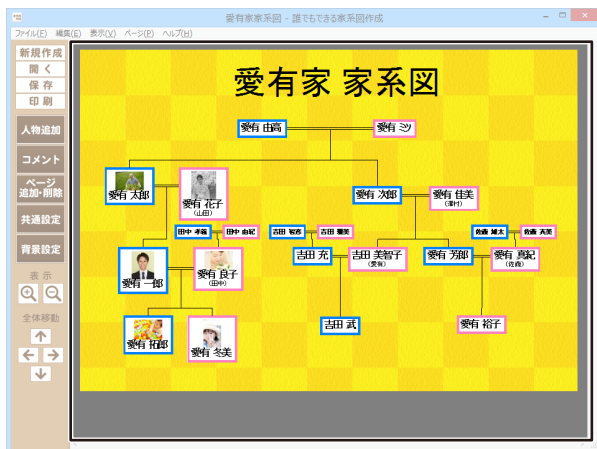 愛有家家系図 - 誰でもできる家系図作成
ファイル(F) 編集(E) 表示(V) ページ(P) ヘルプ(H)
新規作成
開く
保存
印刷
人物追加
コメント
ページ
追加・削除
共通設定
背景設定
表示
全体移動
愛有家 家系図
愛有 由高
愛有 ミツ
愛有 太郎
愛有 花子
(山田)
愛有 次郎
愛有 佳美
(澤村)
田中 孝雄
田中 由紀
吉田 智彦
吉田 雅美
佐森 雄太
佐森 真美
愛有 一郎
愛有 良子
(田中)
吉田 充
吉田 美智子
(愛有)
愛有 芳郎
愛有 真紀
(佐森)
愛有 拓郎
愛有 冬美
吉田 武
愛有 裕子